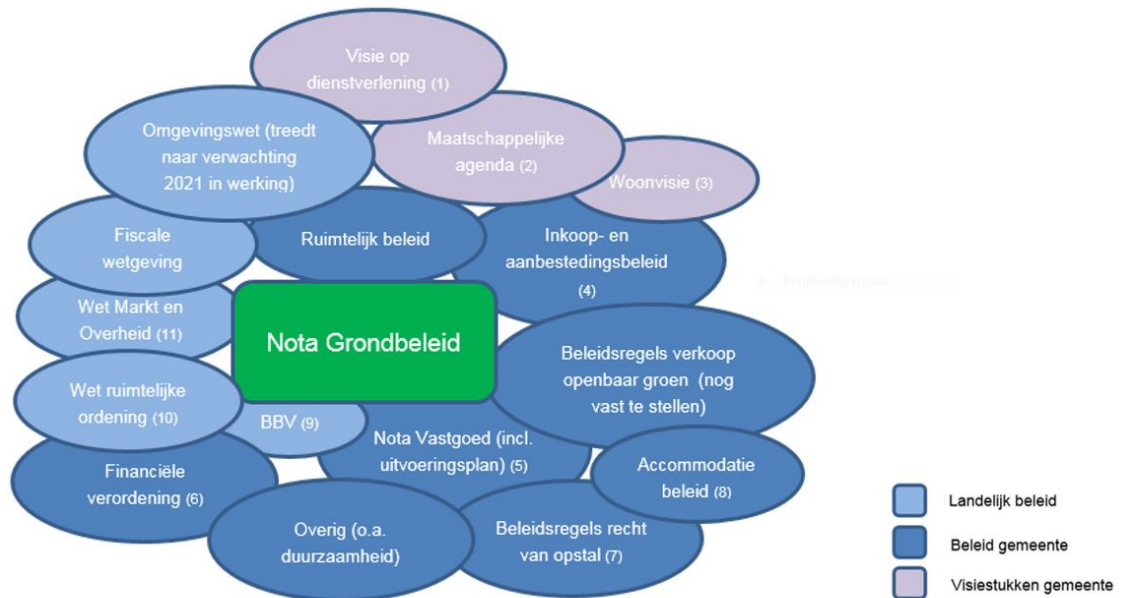 Visie op
dienstverlening (1)
Omgevingswet (treedt
naar verwachting
2021 in werking)
Maatschappelijke
agenda (2)
Woonvisie (3)
Fiscale
wetgeving
Ruimtelijk beleid
Inkoop- en
aanbestedingsbeleid
(4)
Wet Markt en
Overheid (11)
Nota Grondbeleid
Beleidsregels verkoop
openbaar groen (nog
vast te stellen)
Wet ruimtelijke
ordening (10)
BBV (9)
Nota Vastgoed (incl.
uitvoeringsplan) (5)
Accommodatie
beleid (8)
Financiële
verordening (6)
Overig (o.a.
duurzaamheid)
Beleidsregels recht
van opstal (7)
Landelijk beleid
Beleid gemeente
Visiestukken gemeente